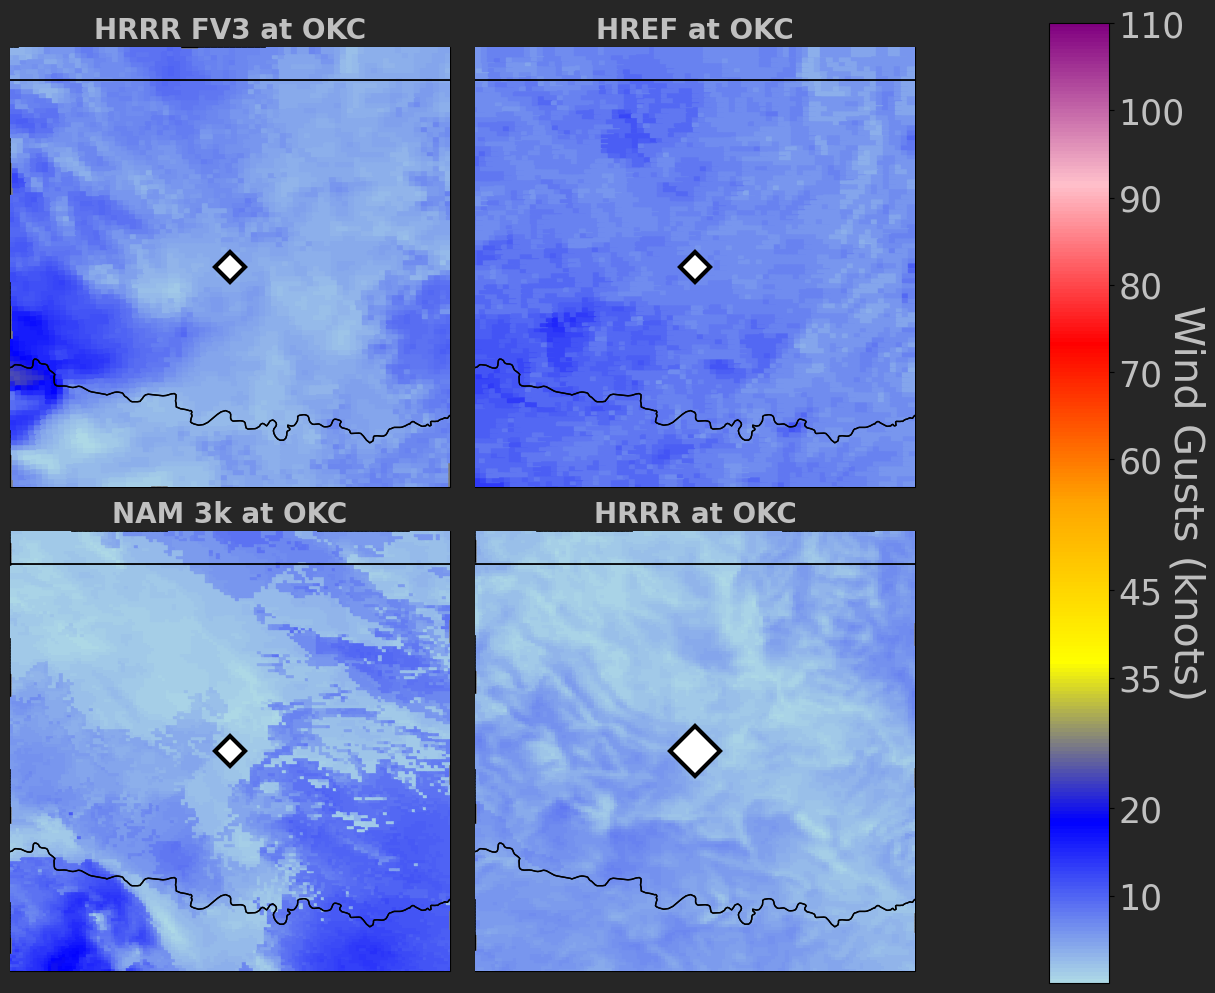 HRRR FV3 at OKC
HREF at OKC
NAM 3k at OKC
HRRR at OKC
110
100
90
80
70
60
45
35
20
10
Wind Gusts (knots)